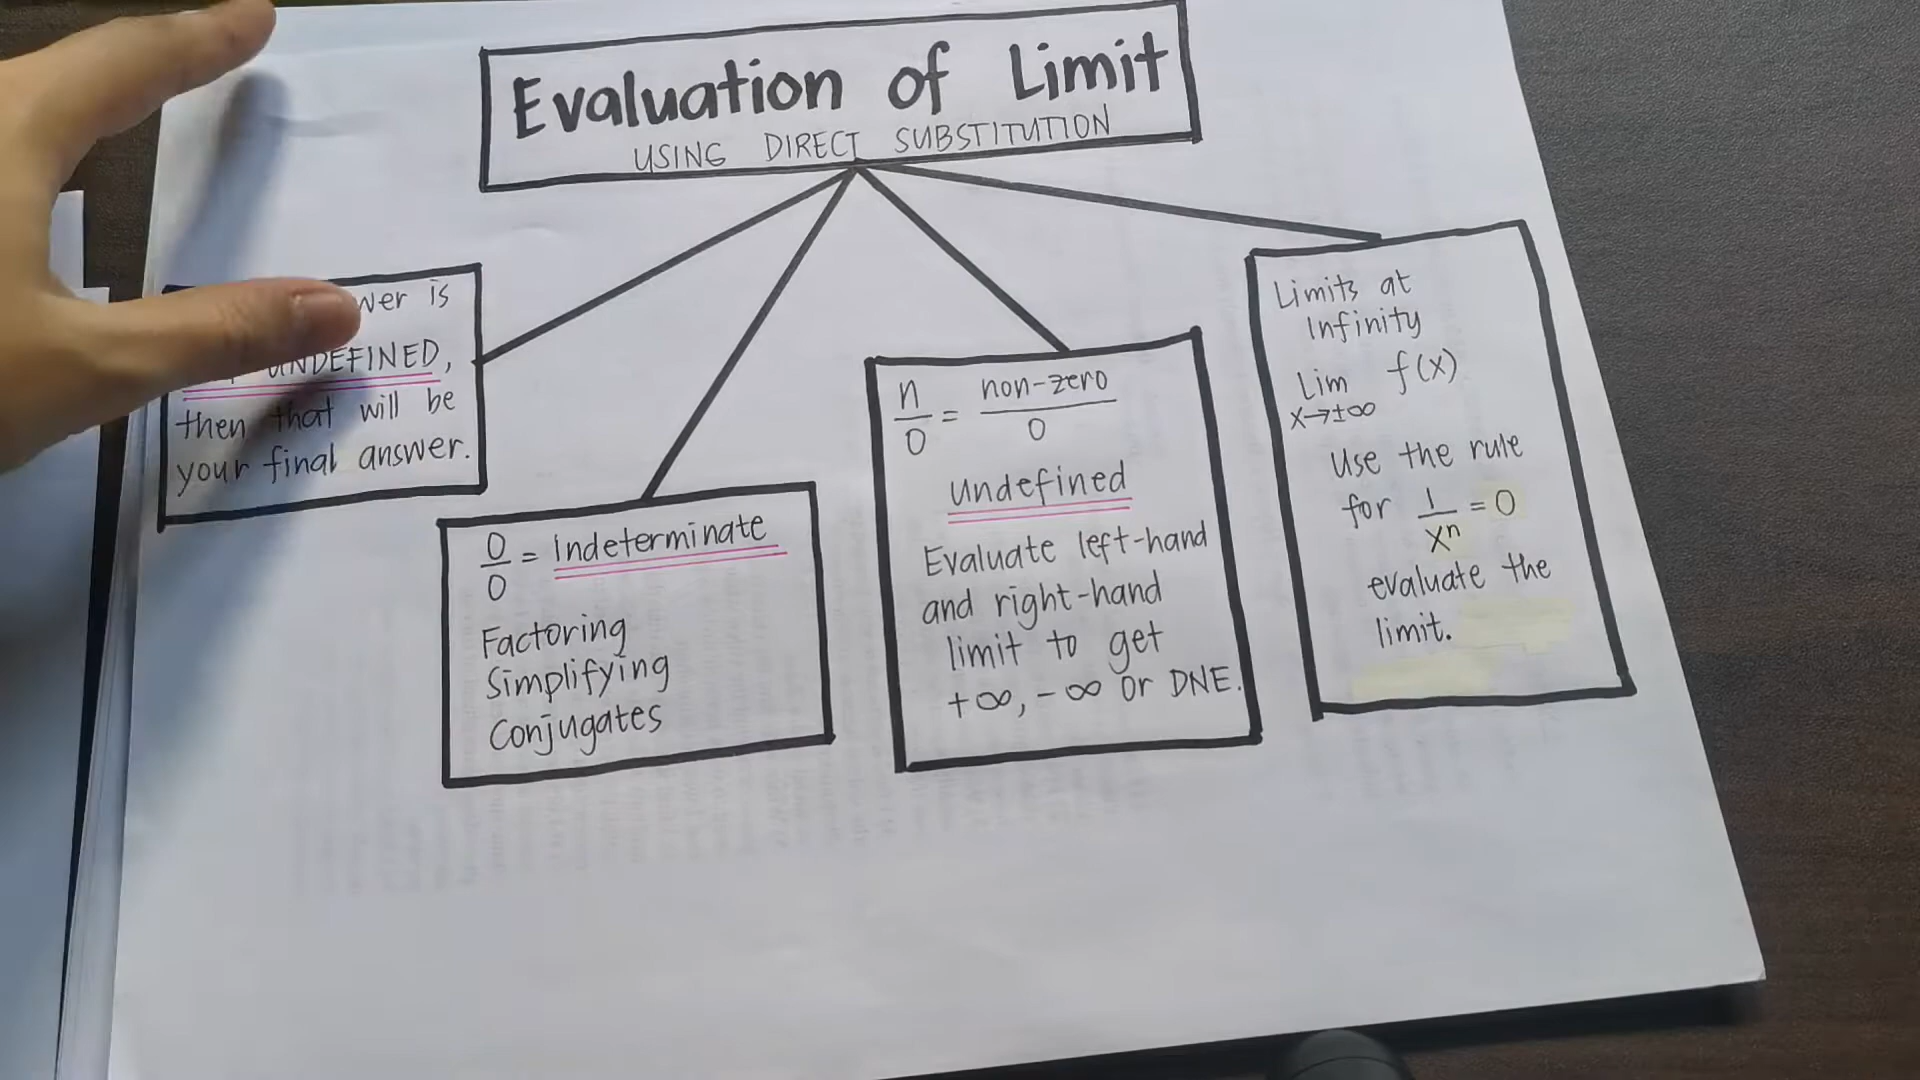 Evaluation of Limit
USING DIRECT SUBSTITUTION
is
UNDEFINED,
then that will be
your final answer.
0/0 = indeterminate
Factoring
Simplifying
Conjugates
n/0 = non-zero/0
undefined
Evaluate left-hand
and right-hand
limit to get
+∞, -∞ or DNE.
Limits at
Infinity
Lim f(x)
x→±∞
Use the rule
for 1/xⁿ = 0
evaluate the
limit.